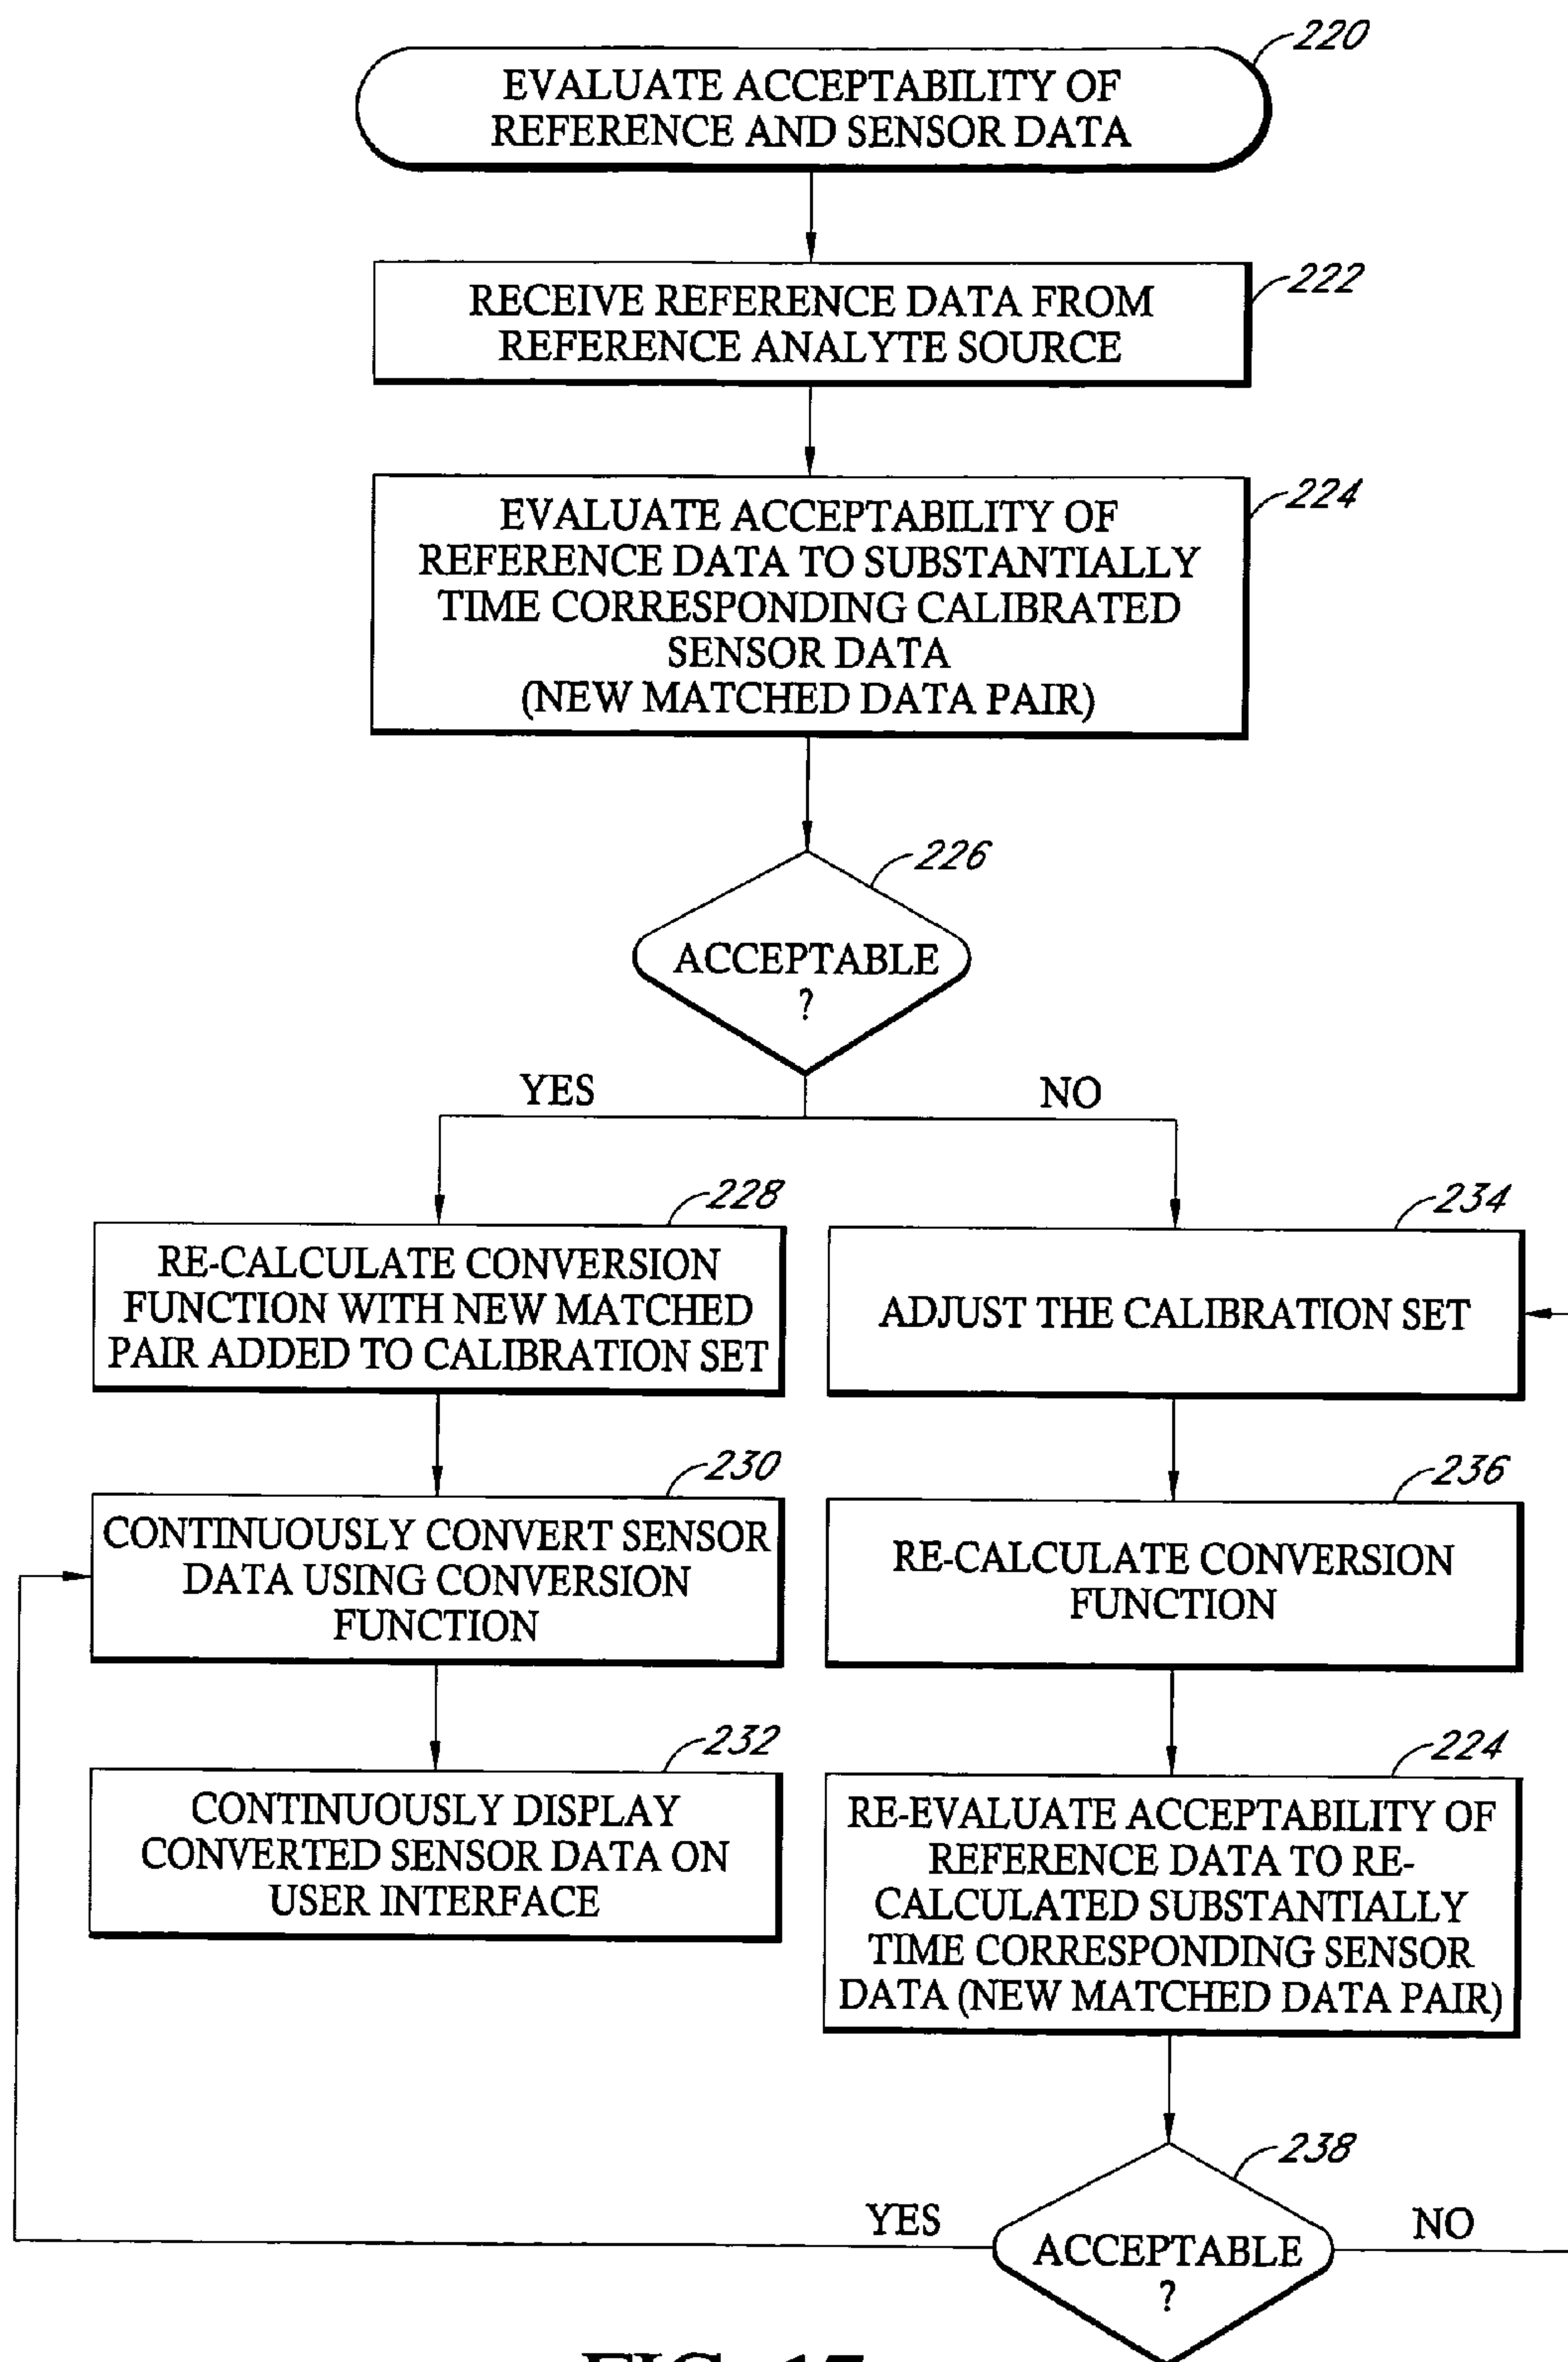 220
EVALUATE ACCEPTABILITY OF
REFERENCE AND SENSOR DATA
222
RECEIVE REFERENCE DATA FROM
REFERENCE ANALYTE SOURCE
224
EVALUATE ACCEPTABILITY OF
REFERENCE DATA TO SUBSTANTIALLY
TIME CORRESPONDING CALIBRATED
SENSOR DATA
(NEW MATCHED DATA PAIR)
226
ACCEPTABLE
?
YES
NO
228
RE-CALCULATE CONVERSION
FUNCTION WITH NEW MATCHED
PAIR ADDED TO CALIBRATION SET
234
ADJUST THE CALIBRATION SET
230
CONTINUOUSLY CONVERT SENSOR
DATA USING CONVERSION
FUNCTION
236
RE-CALCULATE CONVERSION
FUNCTION
232
CONTINUOUSLY DISPLAY
CONVERTED SENSOR DATA ON
USER INTERFACE
224
RE-EVALUATE ACCEPTABILITY OF
REFERENCE DATA TO RE-
CALCULATED SUBSTANTIALLY
TIME CORRESPONDING SENSOR
DATA (NEW MATCHED DATA PAIR)
238
YES
ACCEPTABLE
?
NO